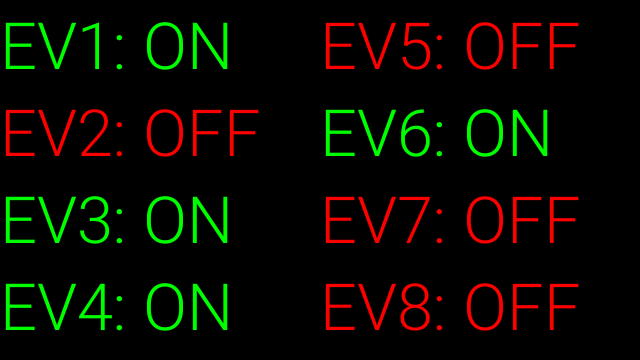 EV1: ON
EV2: OFF
EV3: ON
EV4: ON
EV5: OFF
EV6: ON
EV7: OFF
EV8: OFF